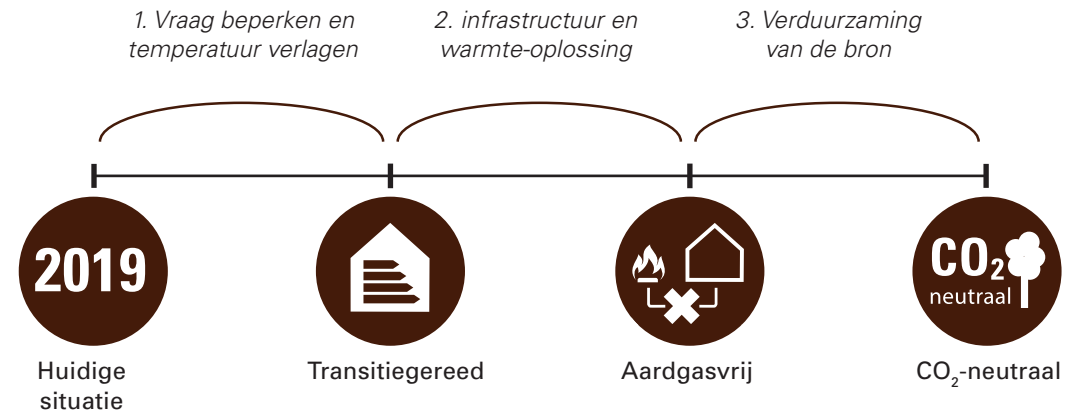 1. Vraag beperken en
temperatuur verlagen
2. infrastructuur en
warmte-oplossing
3. Verduurzaming
van de bron
2019
CO₂
neutraal
Huidige
situatie
Transitiegereed
Aardgasvrij
CO₂-neutraal